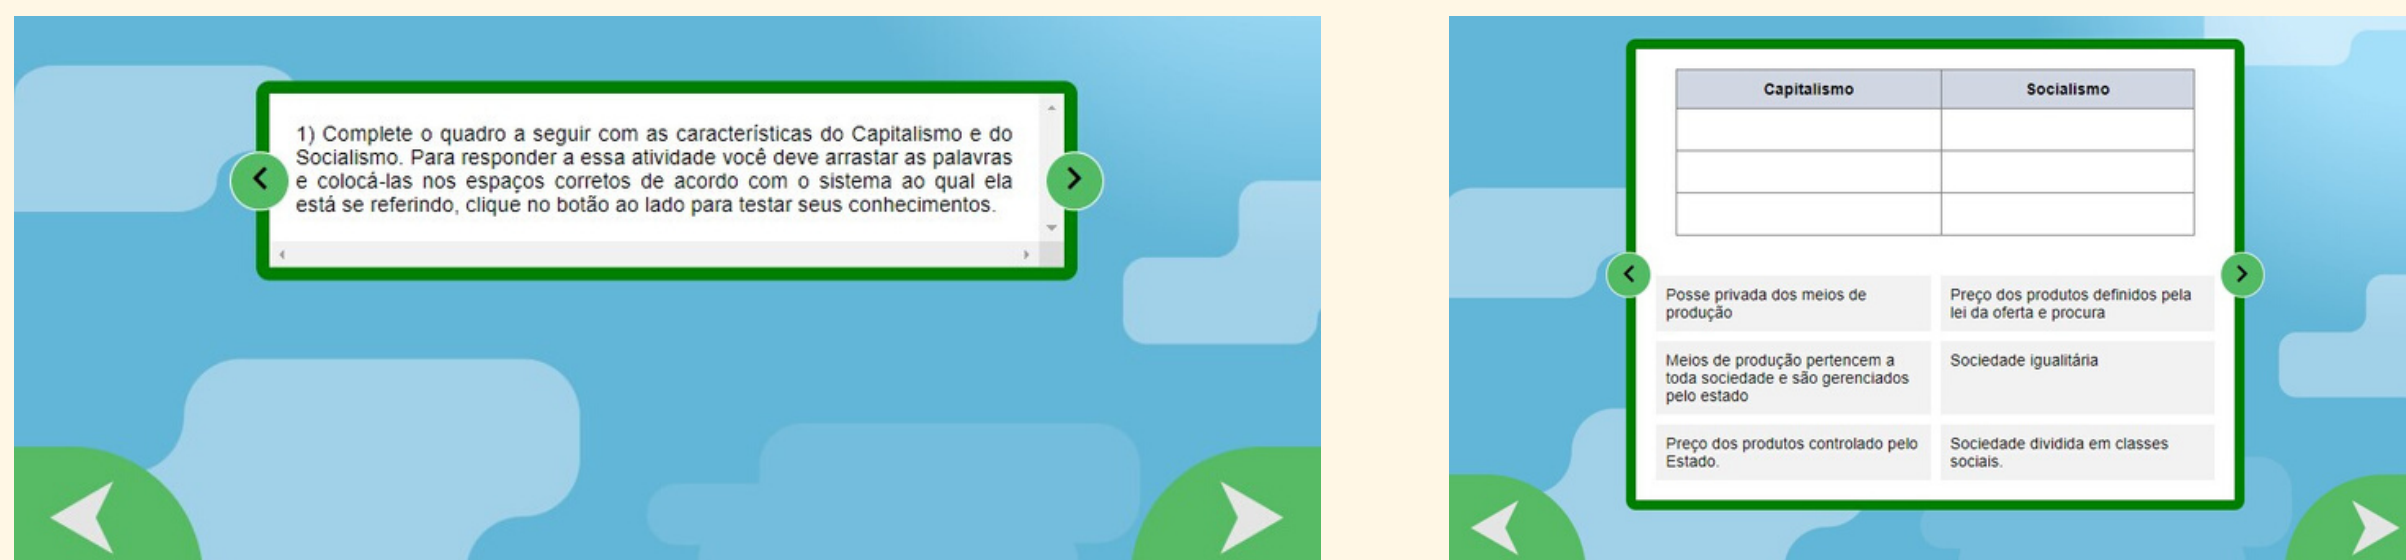 1) Complete o quadro a seguir com as características do Capitalismo e do
Socialismo. Para responder a essa atividade você deve arrastar as palavras
e colocá-las nos espaços corretos de acordo com o sistema ao qual ela
está se referindo, clique no botão ao lado para testar seus conhecimentos.
Capitalismo
Socialismo
Posse privada dos meios de
produção
Preço dos produtos definidos pela
lei da oferta e procura
Meios de produção pertencem a
toda sociedade e são gerenciados
pelo estado
Sociedade igualitária
Preço dos produtos controlado pelo
Estado.
Sociedade dividida em classes
sociais.